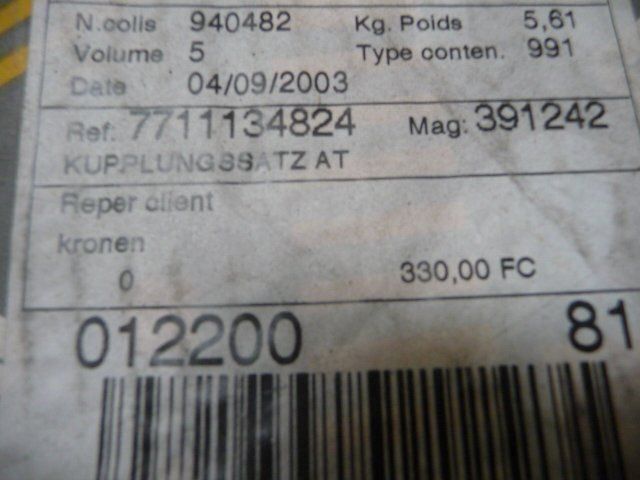 N.colis 940482 Kg. Poids 5,61
Volume 5 Type conten. 991
Date 04/09/2003
Ref: 7711134824 Mag: 391242
KUPPLUNGSSATZ AT
Reper client
kronen
0 330,00 FC
012200 81